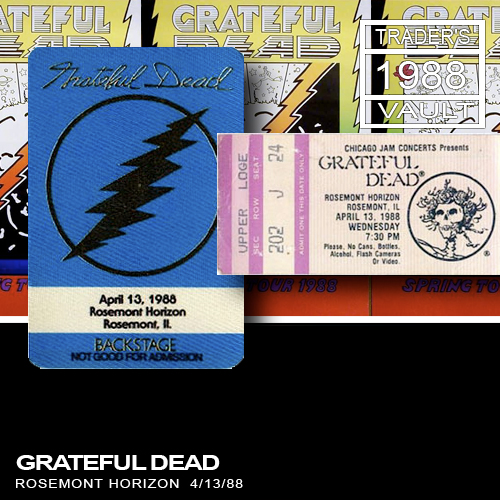 GRATEFUL
DEAD
GRATEFUL
DEAD
GRATEFUL
DEAD
TRADER'S
1988
VAULT
Grateful Dead
April 13, 1988
Rosemont Horizon
Rosemont, Il.
BACKSTAGE
NOT GOOD FOR ADMISSION
UPPER LOGE
SEC ROW SEAT
202 J 24
ADMIT ONE THIS DATE ONLY
CHICAGO JAM CONCERTS Presents
GRATEFUL
DEAD®
ROSEMONT HORIZON
ROSEMONT, IL
APRIL 13, 1988
WEDNESDAY
7:30 PM
Please, No Cans, Bottles,
Alcohol, Flash Cameras
Or Video.
TOUR 1988
SPRING TO
GRATEFUL DEAD
ROSEMONT HORIZON 4/13/88